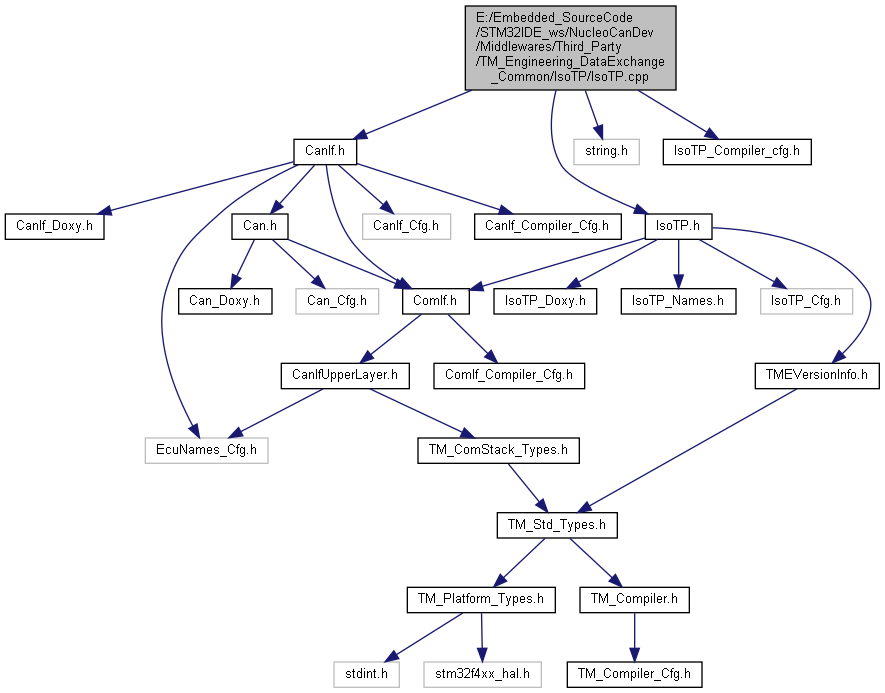 E:/Embedded_SourceCode
/STM32IDE_ws/NucleoCanDev
/Middlewares/Third_Party
/TM_Engineering_DataExchange
_Common/IsoTP/IsoTP.cpp
CanIf.h
string.h
IsoTP_Compiler_cfg.h
CanIf_Doxy.h
Can.h
CanIf_Cfg.h
CanIf_Compiler_Cfg.h
IsoTP.h
Can_Doxy.h
Can_Cfg.h
ComIf.h
IsoTP_Doxy.h
IsoTP_Names.h
IsoTP_Cfg.h
CanIfUpperLayer.h
ComIf_Compiler_Cfg.h
TMEVersionInfo.h
EcuNames_Cfg.h
TM_ComStack_Types.h
TM_Std_Types.h
TM_Platform_Types.h
TM_Compiler.h
stdint.h
stm32f4xx_hal.h
TM_Compiler_Cfg.h